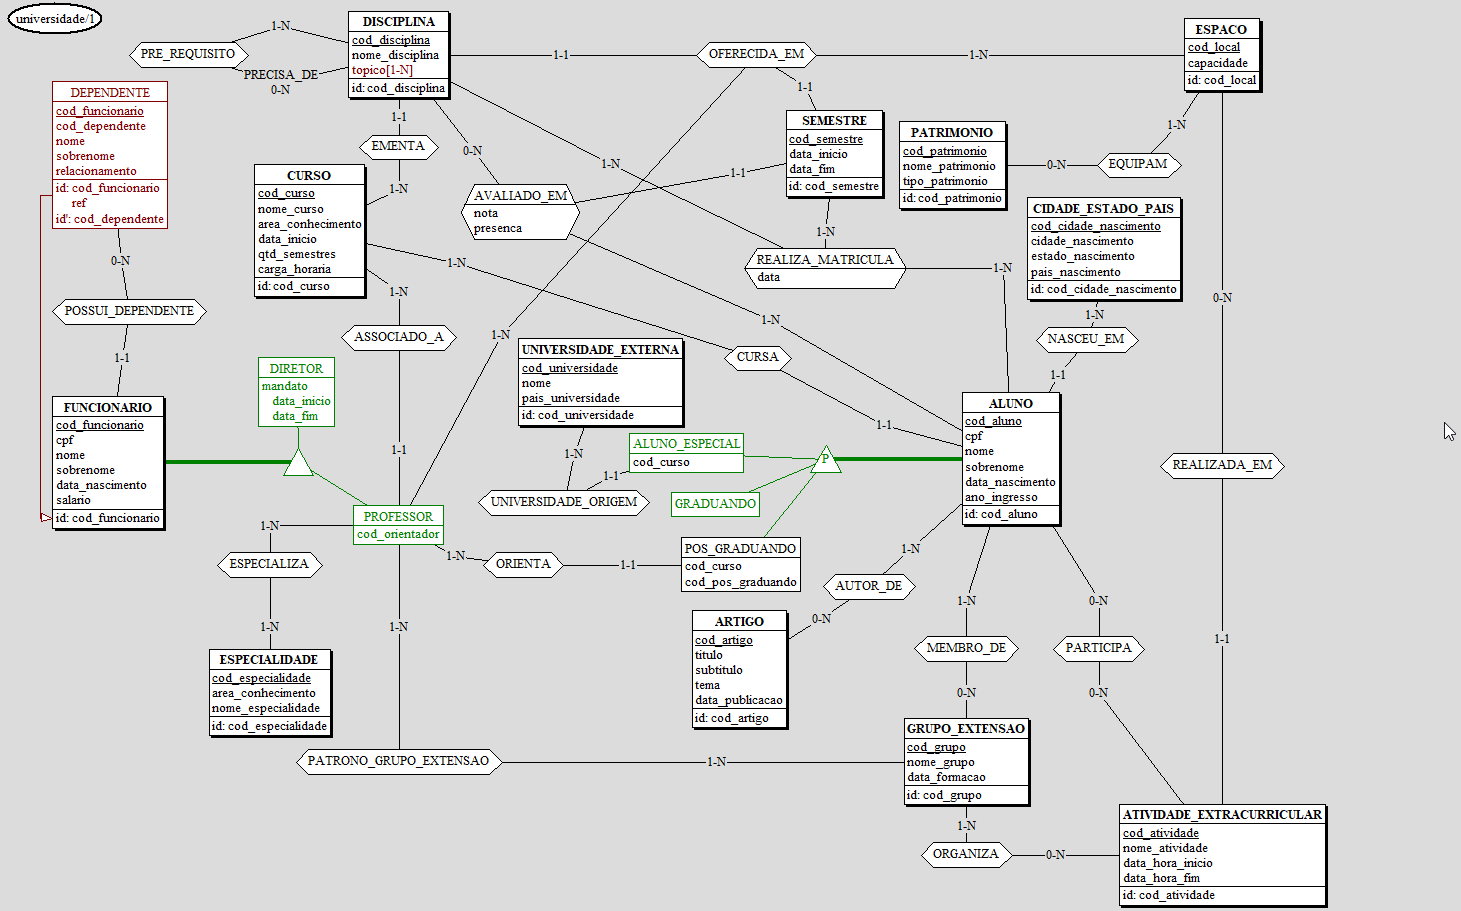 universidade/1
PRE_REQUISITO
1-N
PRECISA_DE
0-N
DISCIPLINA
cod_disciplina
nome_disciplina
topico[1-N]
id: cod_disciplina
1-1
OFERECIDA_EM
1-N
1-1
1-N
ESPACO
cod_local
capacidade
id: cod_local
DEPENDENTE
cod_funcionario
cod_dependente
nome
sobrenome
relacionamento
id: cod_funcionario
ref
id': cod_dependente
1-1
EMENTA
1-N
0-N
1-N
SEMESTRE
cod_semestre
data_inicio
data_fim
id: cod_semestre
PATRIMONIO
cod_patrimonio
nome_patrimonio
tipo_patrimonio
id: cod_patrimonio
0-N
EQUIPAM
1-N
CURSO
cod_curso
nome_curso
area_conhecimento
data_inicio
qtd_semestres
carga_horaria
id: cod_curso
AVALIADO_EM
nota
presenca
1-1
1-N
1-N
REALIZA_MATRICULA
data
1-N
CIDADE_ESTADO_PAIS
cod_cidade_nascimento
cidade_nascimento
estado_nascimento
pais_nascimento
id: cod_cidade_nascimento
0-N
0-N
POSSUI_DEPENDENTE
1-1
1-N
ASSOCIADO_A
1-1
1-N
CURSA
1-1
1-N
NASCEU_EM
1-1
UNIVERSIDADE_EXTERNA
cod_universidade
nome
pais_universidade
id: cod_universidade
DIRETOR
mandato
data_inicio
data_fim
FUNCIONARIO
cod_funcionario
cpf
nome
sobrenome
data_nascimento
salario
id: cod_funcionario
ALUNO
cod_aluno
cpf
nome
sobrenome
data_nascimento
ano_ingresso
id: cod_aluno
1-N
UNIVERSIDADE_ORIGEM
1-1
ALUNO_ESPECIAL
cod_curso
P
GRADUANDO
REALIZADA_EM
1-1
PROFESSOR
cod_orientador
1-N
ESPECIALIZA
1-N
1-N
ORIENTA
1-1
POS_GRADUANDO
cod_curso
cod_pos_graduando
1-N
AUTOR_DE
0-N
1-N
MEMBRO_DE
0-N
0-N
PARTICIPA
0-N
ARTIGO
cod_artigo
titulo
subtitulo
tema
data_publicacao
id: cod_artigo
ESPECIALIDADE
cod_especialidade
area_conhecimento
nome_especialidade
id: cod_especialidade
1-N
PATRONO_GRUPO_EXTENSAO
1-N
GRUPO_EXTENSAO
cod_grupo
nome_grupo
data_formacao
id: cod_grupo
1-N
ORGANIZA
0-N
ATIVIDADE_EXTRACURRICULAR
cod_atividade
nome_atividade
data_hora_inicio
data_hora_fim
id: cod_atividade